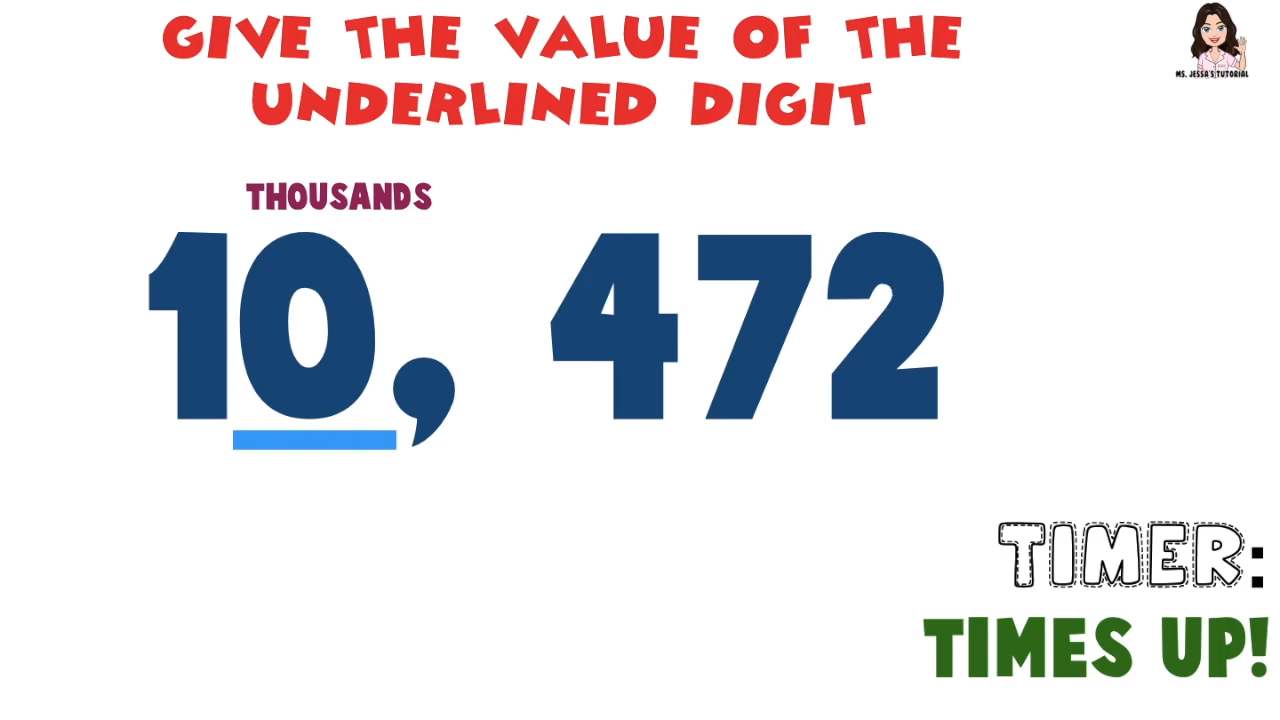 GIVE THE VALUE OF THE
UNDERLINED DIGIT
MS. JESSA'S TUTORIAL
THOUSANDS
10, 472
TIMER:
TIMES UP!